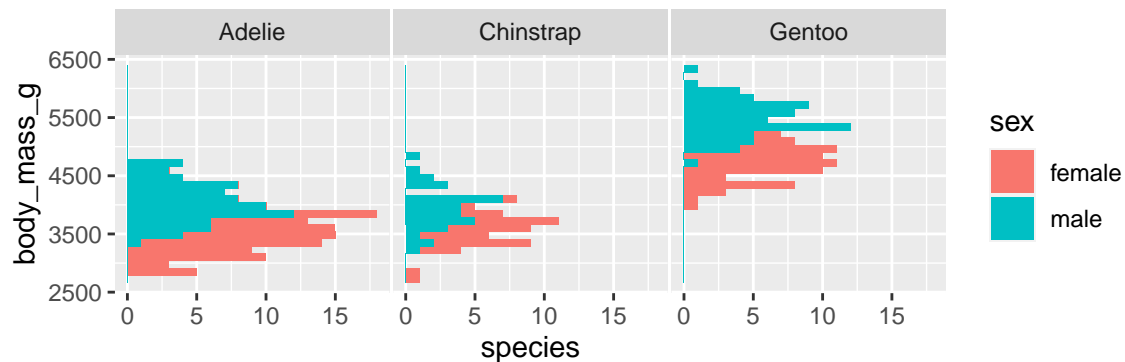 Adelie Chinstrap Gentoo
6500
5500
4500
3500
2500
body_mass_g
0 5 10 15 0 5 10 15 0 5 10 15
species
sex
female
male